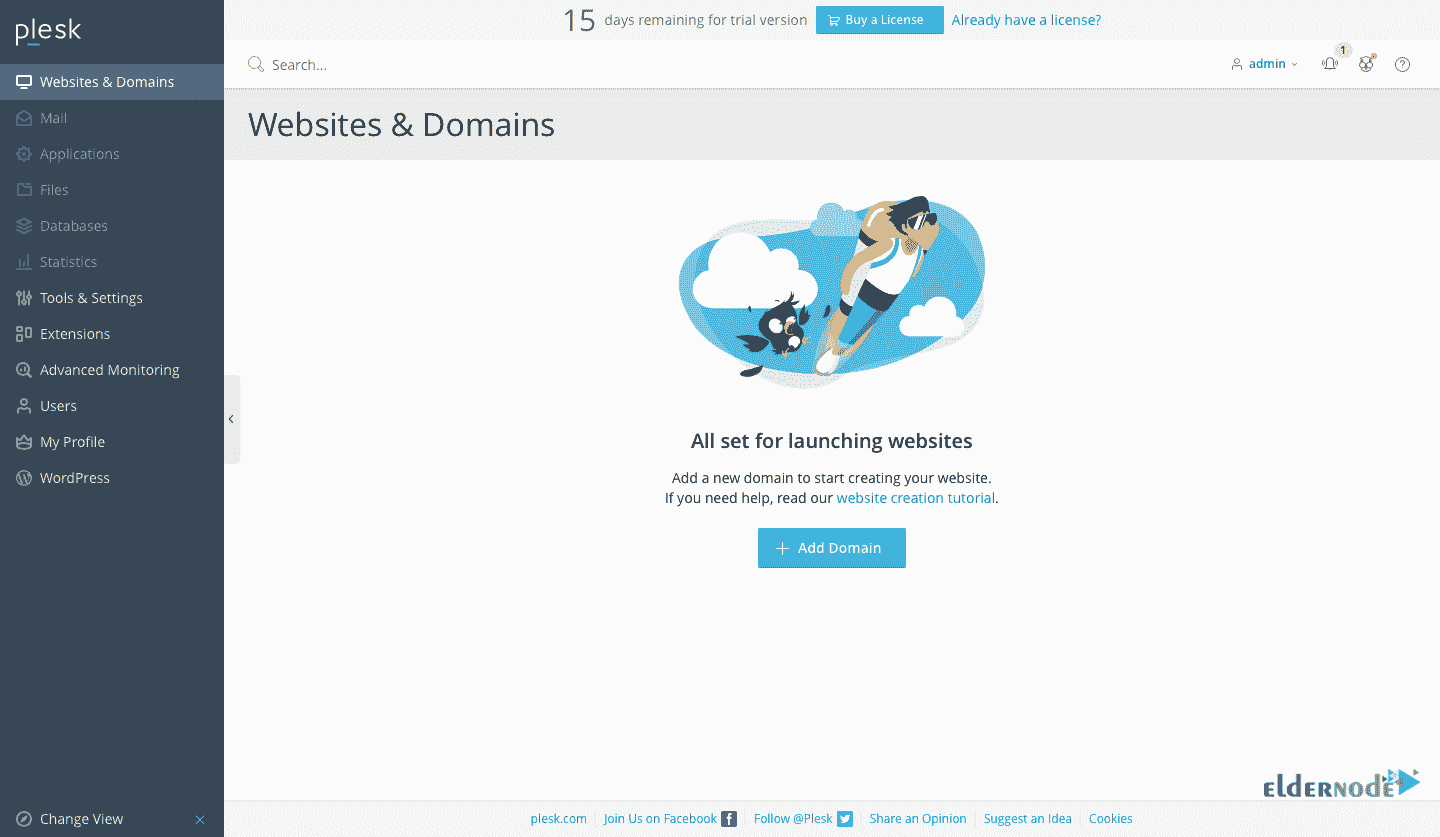 plesk
15 days remaining for trial version Buy a License Already have a license?
Search...
admin
1
Websites & Domains
Mail
Applications
Files
Databases
Statistics
Tools & Settings
Extensions
Advanced Monitoring
Users
My Profile
WordPress
Change View
Websites & Domains
All set for launching websites
Add a new domain to start creating your website.
If you need help, read our website creation tutorial.
Add Domain
ELDERNODE
plesk.com Join Us on Facebook Follow @Plesk Share an Opinion Suggest an Idea Cookies